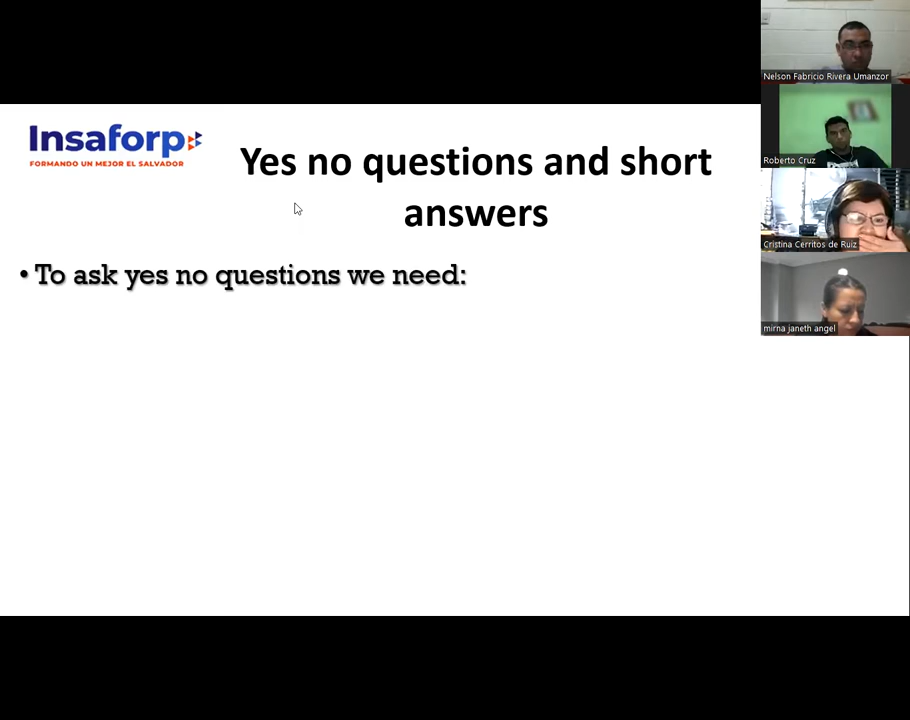 Insaforp
FORMANDO UN MEJOR EL SALVADOR
Yes no questions and short
answers
• To ask yes no questions we need:
Nelson Fabricio Rivera Umanzor
Roberto Cruz
Cristina Cerritos de Ruiz
mirna janeth angel